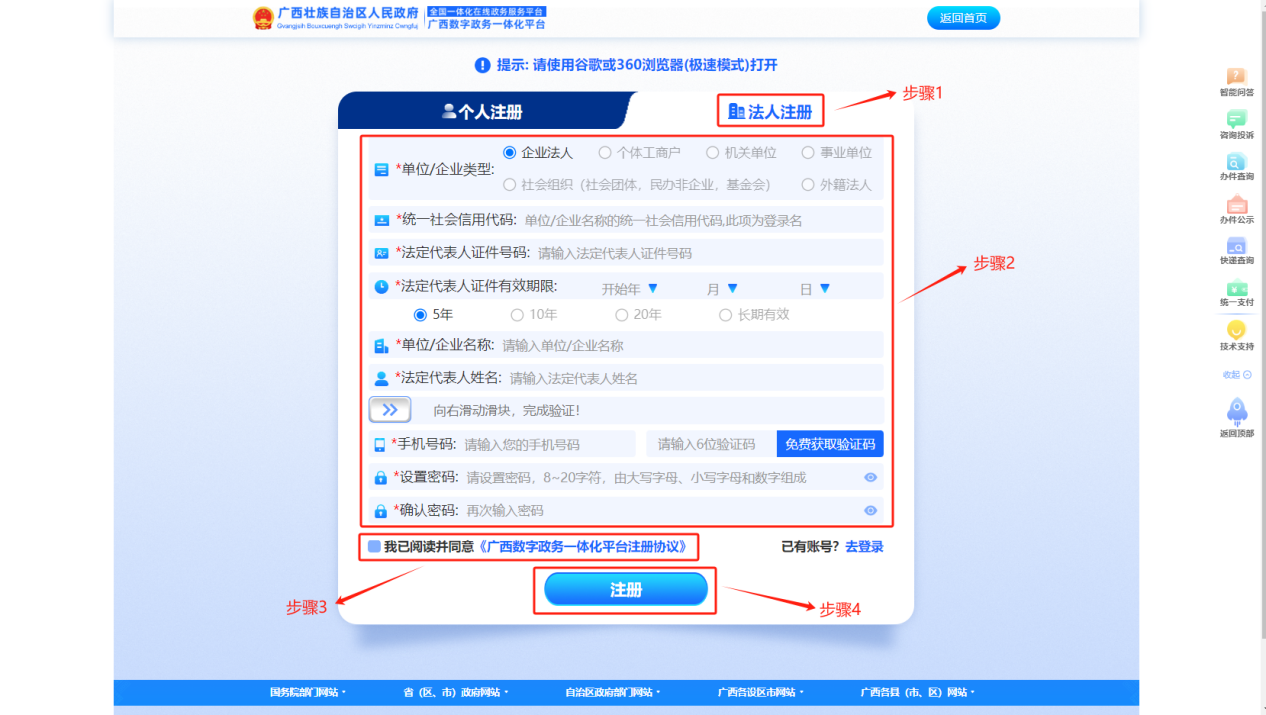 广西壮族自治区人民政府
Gvangjsih Bouxcuengh Swcigih Yinzminz Cwngfuj
全国一体化在线政务服务平台
广西数字政务一体化平台
返回首页
提示: 请使用谷歌或360浏览器(极速模式)打开
个人注册
法人注册
步骤1
*单位/企业类型:
企业法人
个体工商户
机关单位
事业单位
社会组织（社会团体，民办非企业，基金会）
外籍法人
*统一社会信用代码: 单位/企业名称的统一社会信用代码,此项为登录名
*法定代表人证件号码: 请输入法定代表人证件号码
步骤2
*法定代表人证件有效期限: 开始年 月 日
5年 10年 20年 长期有效
*单位/企业名称: 请输入单位/企业名称
*法定代表人姓名: 请输入法定代表人姓名
向右滑动滑块，完成验证!
*手机号码: 请输入您的手机号码 请输入6位验证码 免费获取验证码
*设置密码: 请设置密码，8~20字符，由大写字母、小写字母和数字组成
*确认密码: 再次输入密码
我已阅读并同意《广西数字政务一体化平台注册协议》
已有账号？去登录
注册
步骤3
步骤4
智能问答
咨询投诉
办件查询
办件公示
快递查询
统一支付
技术支持
收起
返回顶部
国务院部门网站
省（区、市）政府网站
自治区政府部门网站
广西各设区市网站
广西各县（市、区）网站